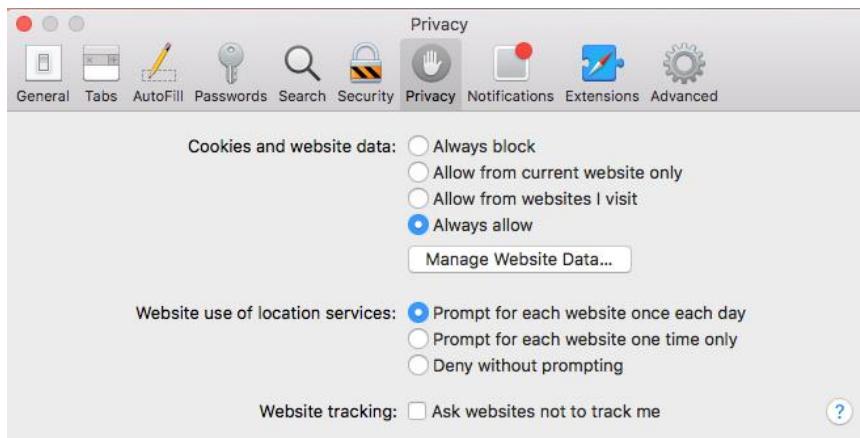 Privacy
General Tabs AutoFill Passwords Search Security Privacy Notifications Extensions Advanced
Cookies and website data: Always block
Allow from current website only
Allow from websites I visit
Always allow
Manage Website Data...
Website use of location services: Prompt for each website once each day
Prompt for each website one time only
Deny without prompting
Website tracking: Ask websites not to track me
?